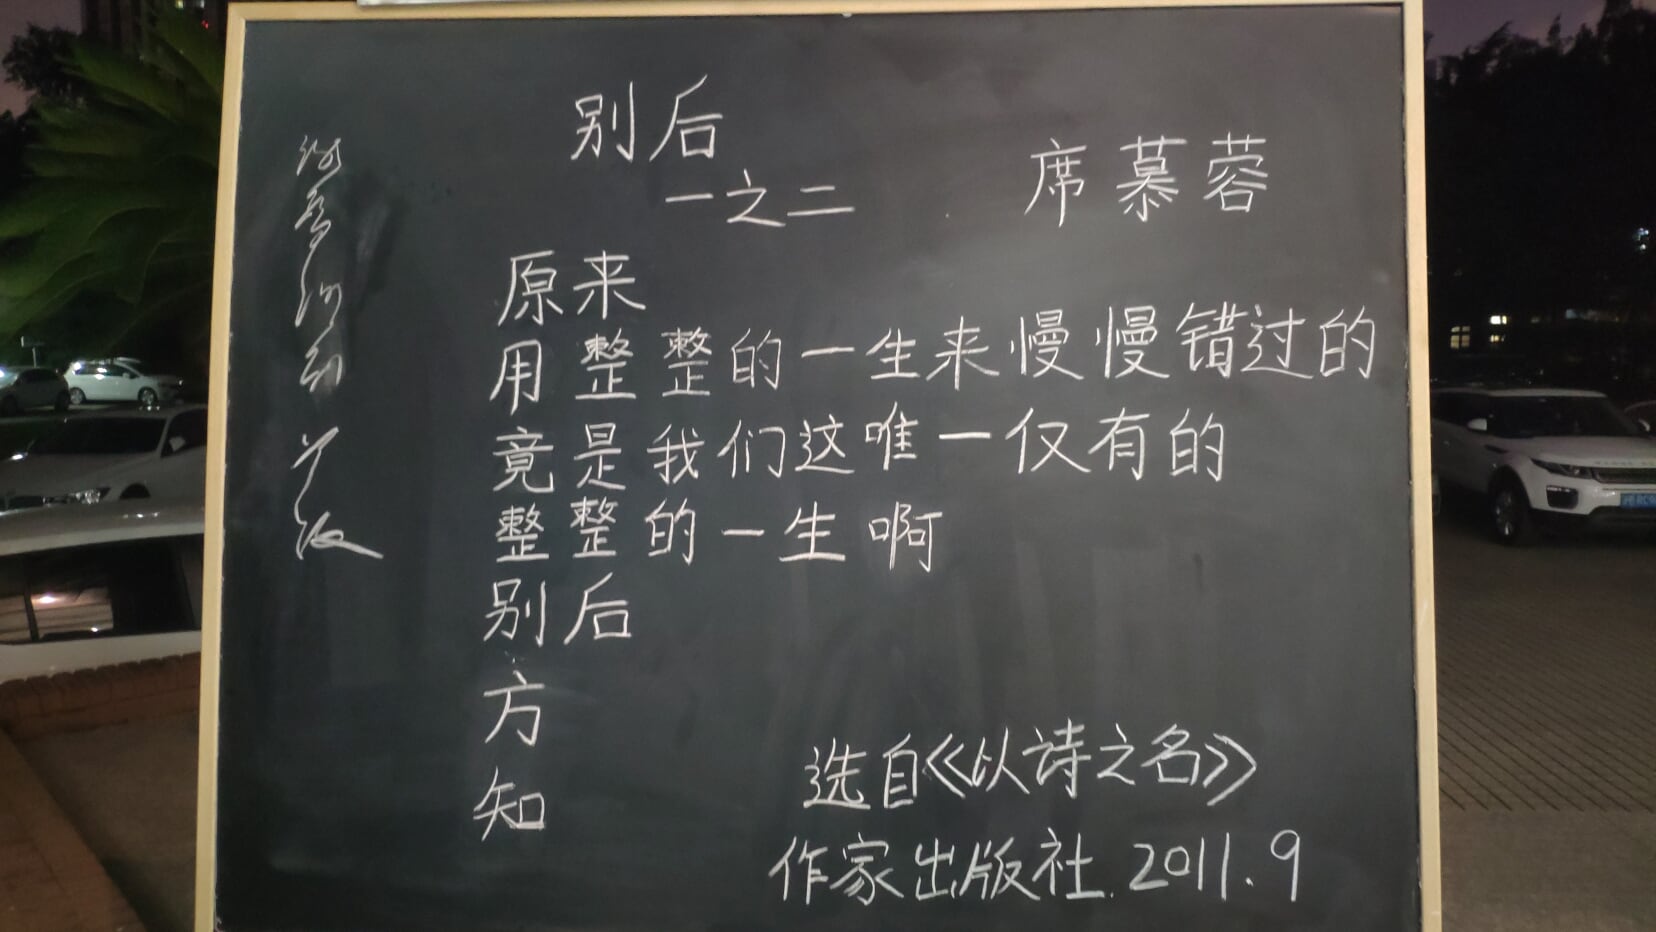 别后
一之二
席慕蓉
原来
用整整的一生来慢慢错过的
竟是我们这唯一仅有的
整整的一生啊
别后
方
知
选自《以诗之名》
作家出版社.2011.9